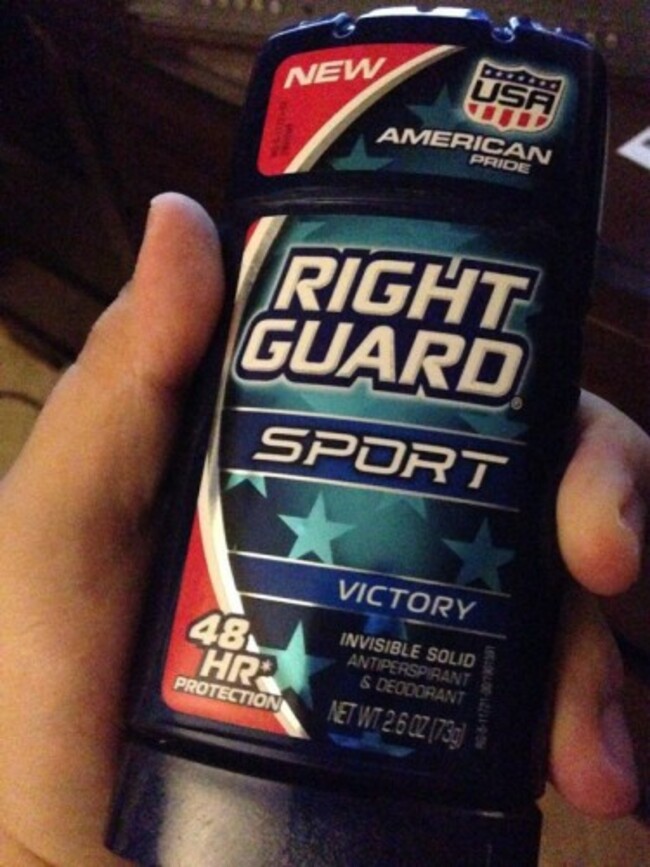 NEW
USA
AMERICAN
PRIDE
RIGHT
GUARD®
SPORT
VICTORY
48
HR*
PROTECTION
INVISIBLE SOLID
ANTIPERSPIRANT
& DEODORANT
NET WT 2.6 OZ (73g)